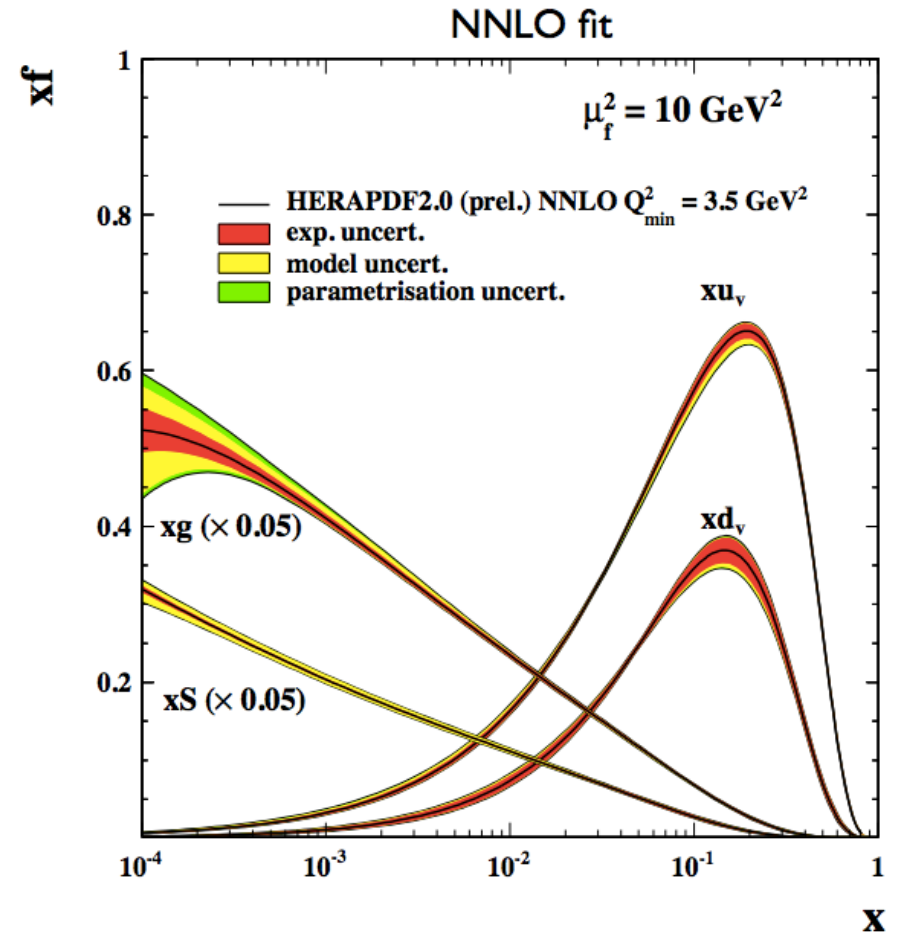 NNLO fit
xf
1
μ_f^2 = 10 GeV^2
HERAPDF2.0 (prel.) NNLO Q^2_min = 3.5 GeV^2
0.8
exp. uncert.
model uncert.
parametrisation uncert.
xu_v
0.6
xd_v
0.4
xg (× 0.05)
0.2
xS (× 0.05)
10^-4 10^-3 10^-2 10^-1 1
x